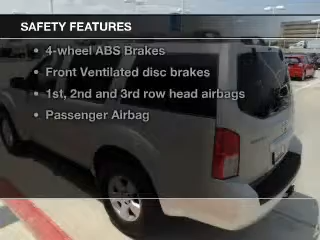 SAFETY FEATURES
• 4-wheel ABS Brakes
• Front Ventilated disc brakes
• 1st, 2nd and 3rd row head airbags
• Passenger Airbag